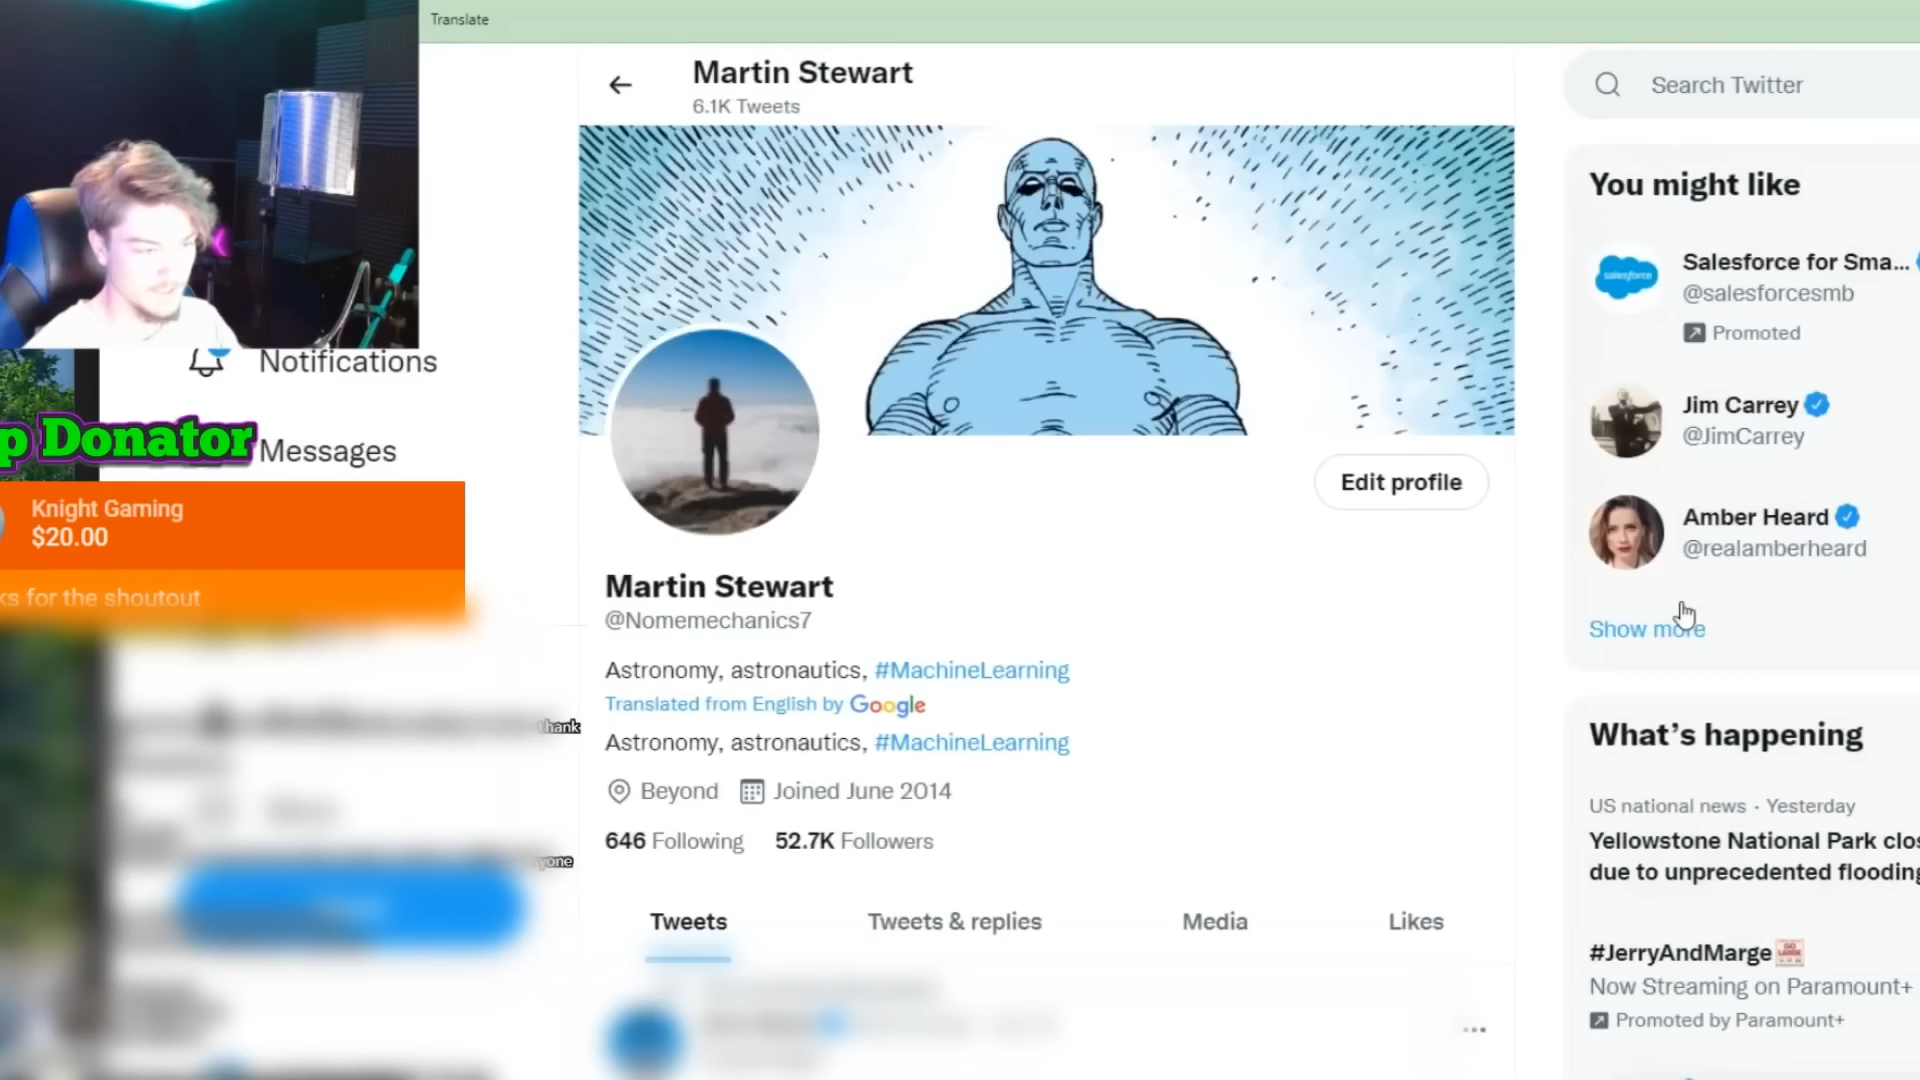 Translate
Martin Stewart
6.1K Tweets
Search Twitter
Notifications
Messages
Donator
Knight Gaming
$20.00
for the shoutout
Edit profile
Martin Stewart
@Nomemechanics7
Astronomy, astronautics, #MachineLearning
Translated from English by Google
Astronomy, astronautics, #MachineLearning
Beyond Joined June 2014
646 Following 52.7K Followers
Tweets Tweets & replies Media Likes
You might like
salesforce
Salesforce for Sma...
@salesforcesmb
Promoted
Jim Carrey
@JimCarrey
Amber Heard
@realamberheard
Show more
What's happening
US national news · Yesterday
Yellowstone National Park
due to unprecedented flooding
#JerryAndMarge
Now Streaming on Paramount+
Promoted by Paramount+